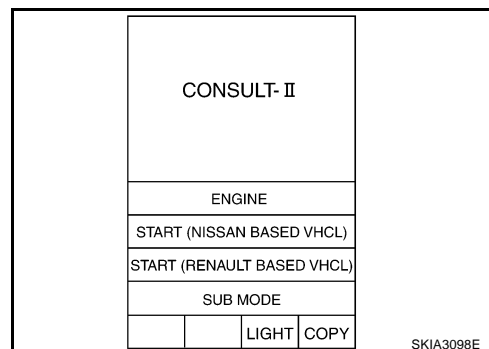 CONSULT-Ⅱ
ENGINE
START (NISSAN BASED VHCL)
START (RENAULT BASED VHCL)
SUB MODE
LIGHT COPY
SKIA3098E